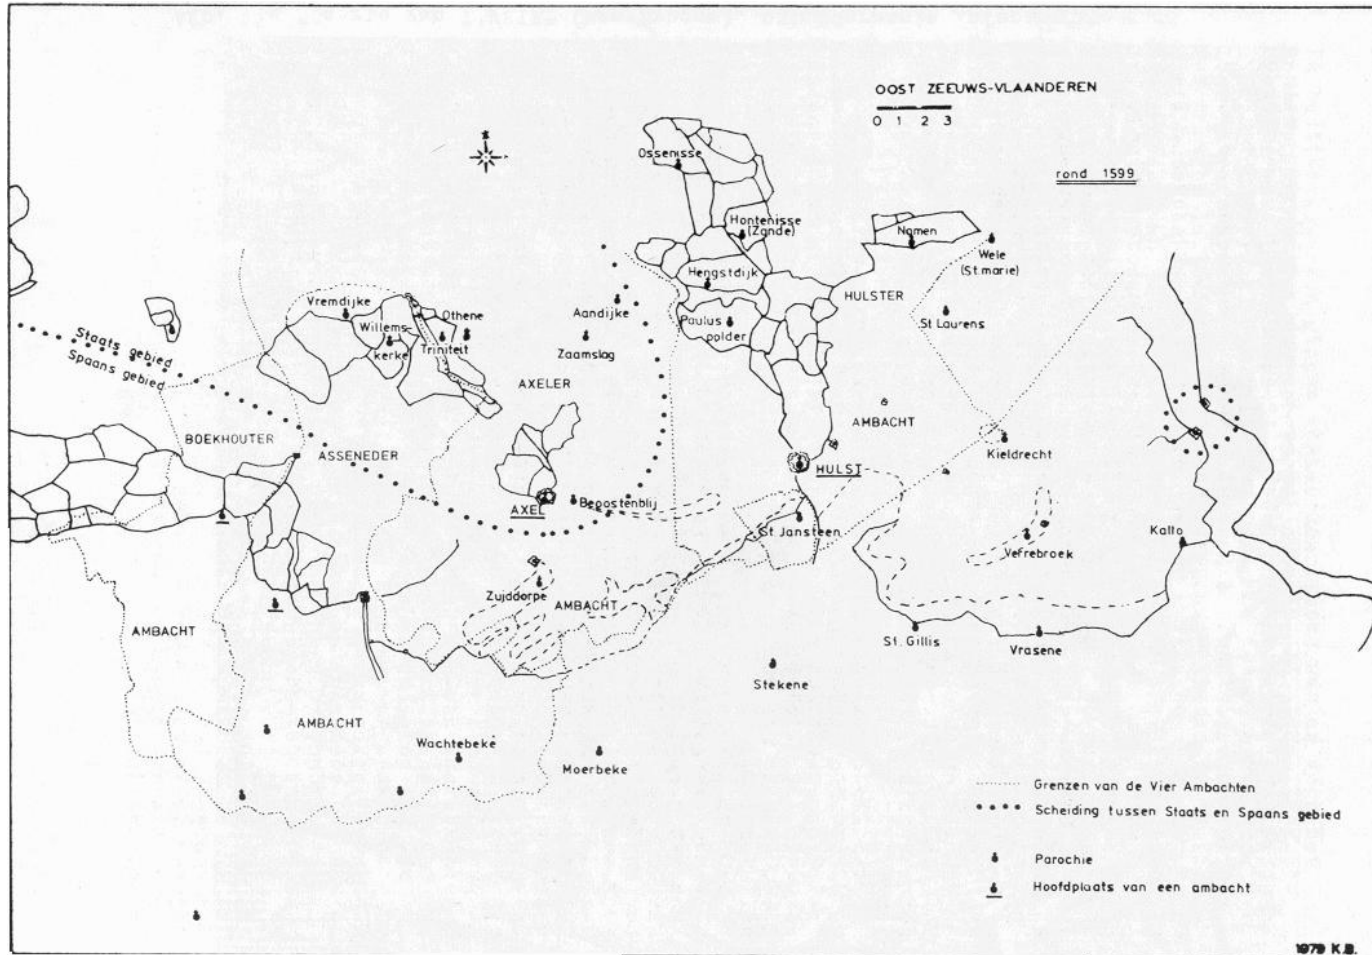 OOST ZEEUWS-VLAANDEREN
0 1 2 3
rond 1599
Ossenisse
Hontenisse
(Zande)
Namen
Wele
(St.marie)
Hengstdijk
HULSTER
Vremdijke
Othene
Aandijke
St Laurens
Willems-
kerke
Triniteit
Paulus
polder
Zaamslag
Staats gebied
Spaans gebied
AXELER
AMBACHT
BOEKHOUTER
ASSENEDER
Kieldrecht
HULST
AXEL
Beoostenblij
St Jansteen
Verrebroek
Kallo
Zuiddorpe
AMBACHT
AMBACHT
St. Gillis
Vrasene
Stekene
AMBACHT
Wachtebeke
Moerbeke
Grenzen van de Vier Ambachten
Scheiding tussen Staats en Spaans gebied
Parochie
Hoofdplaats van een ambacht
1979 K.B.